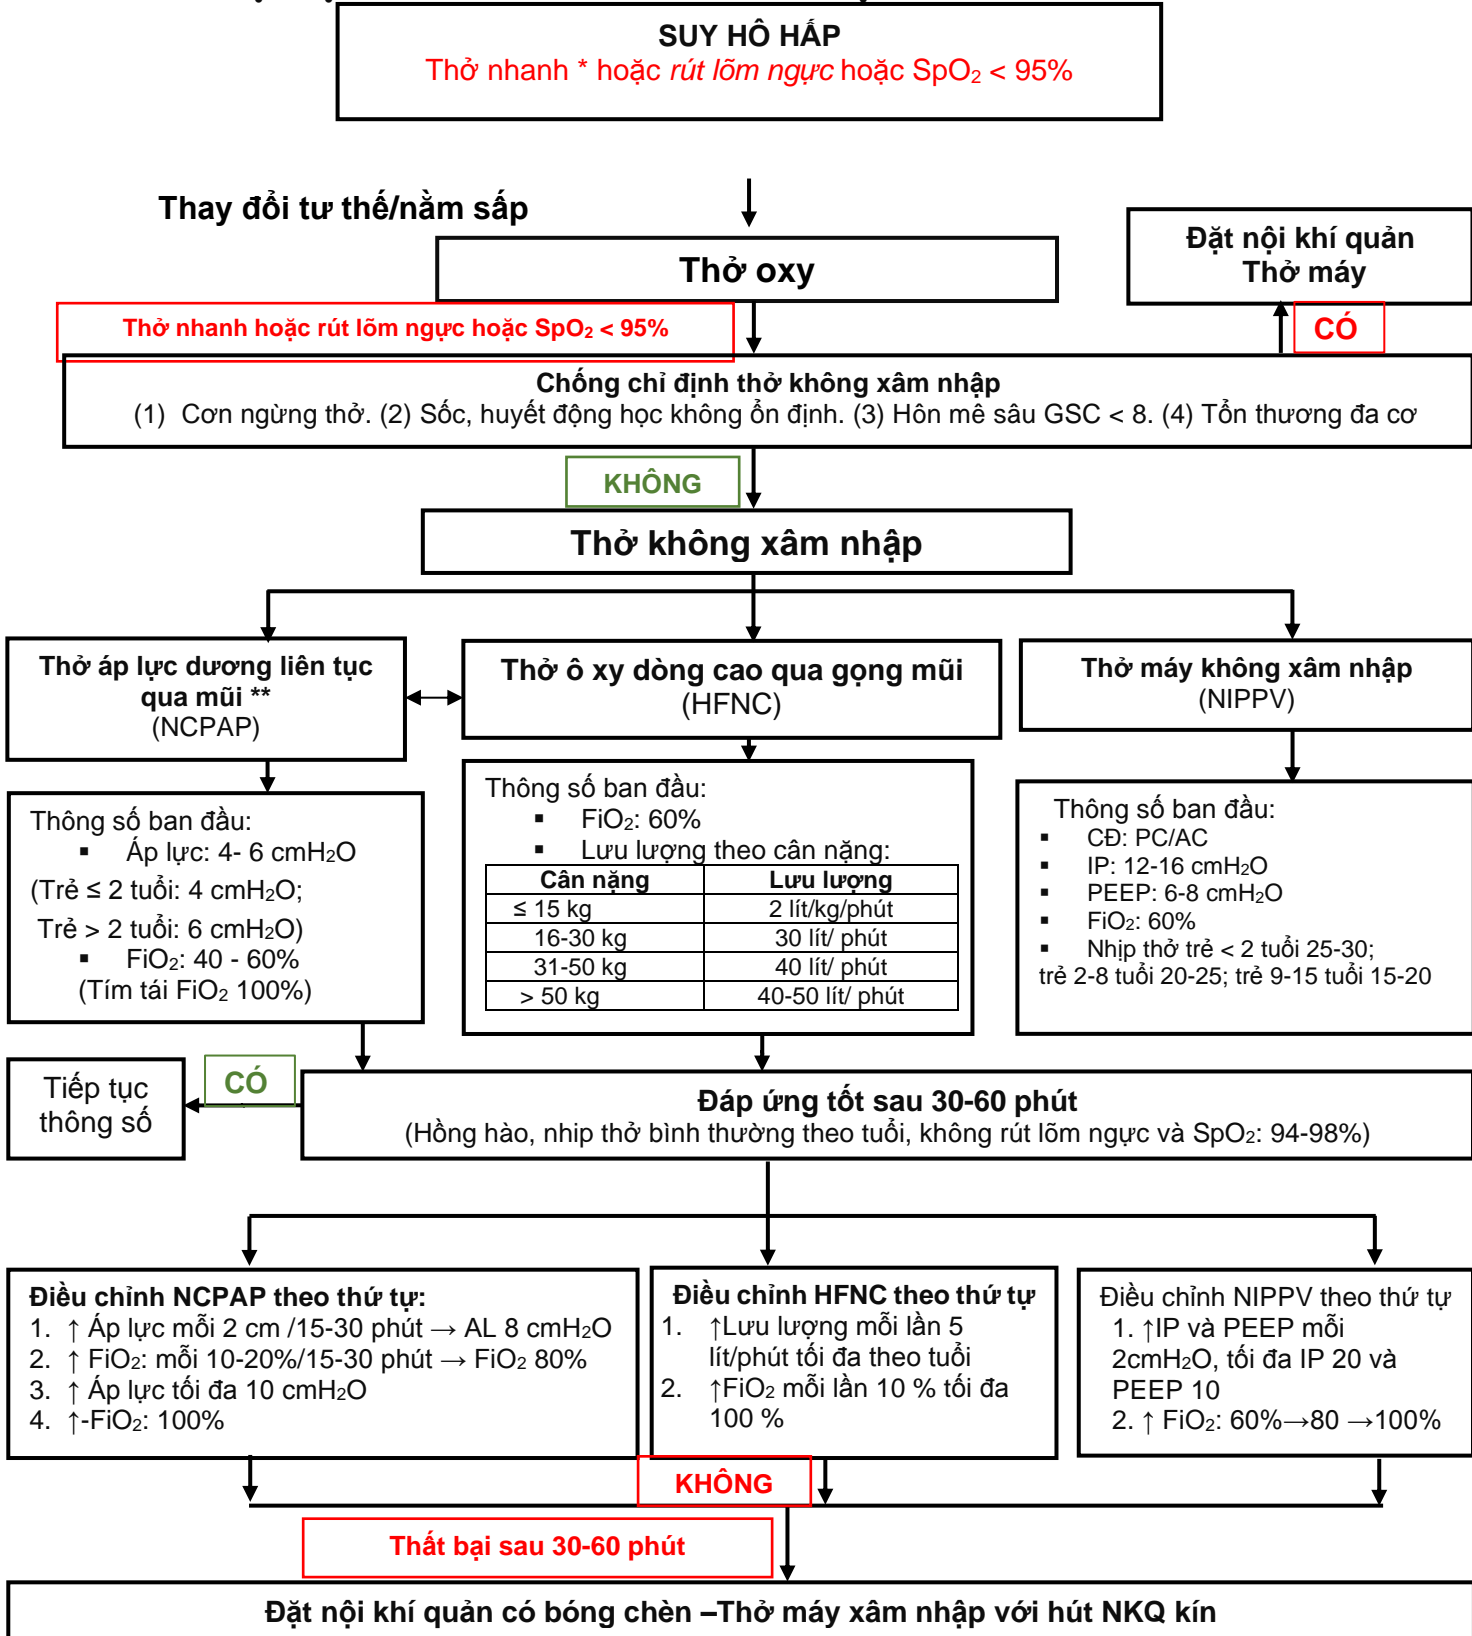 SUY HÔ HẤP
Thở nhanh * hoặc rút lõm ngực hoặc SpO₂ < 95%
Thay đổi tư thế/nằm sấp
Thở oxy
Đặt nội khí quản
Thở máy
Thở nhanh hoặc rút lõm ngực hoặc SpO₂ < 95%
CÓ
Chống chỉ định thở không xâm nhập
(1) Cơn ngừng thở. (2) Sốc, huyết động học không ổn định. (3) Hôn mê sâu GSC < 8. (4) Tổn thương đa cơ
KHÔNG
Thở không xâm nhập
Thở áp lực dương liên tục
qua mũi **
(NCPAP)
Thở ô xy dòng cao qua gọng mũi
(HFNC)
Thở máy không xâm nhập
(NIPPV)
Thông số ban đầu:
▪ Áp lực: 4- 6 cmH₂O
(Trẻ ≤ 2 tuổi: 4 cmH₂O;
Trẻ > 2 tuổi: 6 cmH₂O)
▪ FiO₂: 40 - 60%
(Tím tái FiO₂ 100%)
Thông số ban đầu:
▪ FiO₂: 60%
▪ Lưu lượng theo cân nặng:
Cân nặng Lưu lượng
≤ 15 kg 2 lít/kg/phút
16-30 kg 30 lít/ phút
31-50 kg 40 lít/ phút
> 50 kg 40-50 lít/ phút
Thông số ban đầu:
▪ CĐ: PC/AC
▪ IP: 12-16 cmH₂O
▪ PEEP: 6-8 cmH₂O
▪ FiO₂: 60%
▪ Nhịp thở trẻ < 2 tuổi 25-30;
trẻ 2-8 tuổi 20-25; trẻ 9-15 tuổi 15-20
Tiếp tục
thông số
CÓ
Đáp ứng tốt sau 30-60 phút
(Hồng hào, nhip thở bình thường theo tuổi, không rút lõm ngực và SpO₂: 94-98%)
Điều chỉnh NCPAP theo thứ tự:
1. ↑ Áp lực mỗi 2 cm /15-30 phút → AL 8 cmH₂O
2. ↑ FiO₂: mỗi 10-20%/15-30 phút → FiO₂ 80%
3. ↑ Áp lực tối đa 10 cmH₂O
4. ↑-FiO₂: 100%
Điều chỉnh HFNC theo thứ tự
1. ↑Lưu lượng mỗi lần 5
lít/phút tối đa theo tuổi
2. ↑FiO₂ mỗi lần 10 % tối đa
100 %
Điều chỉnh NIPPV theo thứ tự
1. ↑IP và PEEP mỗi
2cmH₂O, tối đa IP 20 và
PEEP 10
2. ↑ FiO₂: 60%→80 →100%
KHÔNG
Thất bại sau 30-60 phút
Đặt nội khí quản có bóng chèn –Thở máy xâm nhập với hút NKQ kín